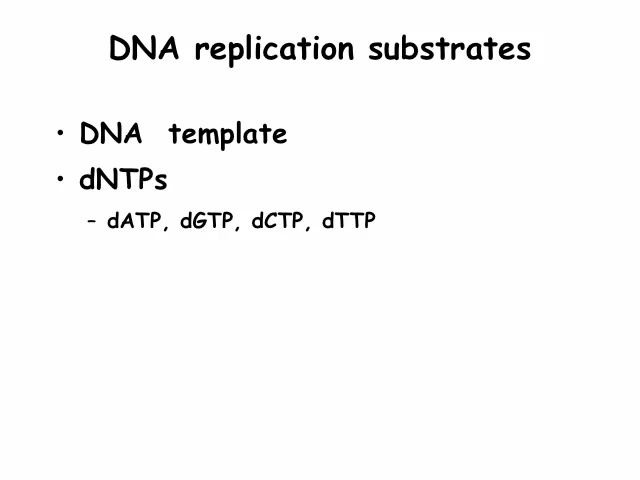 DNA replication substrates
• DNA template
• dNTPs
– dATP, dGTP, dCTP, dTTP